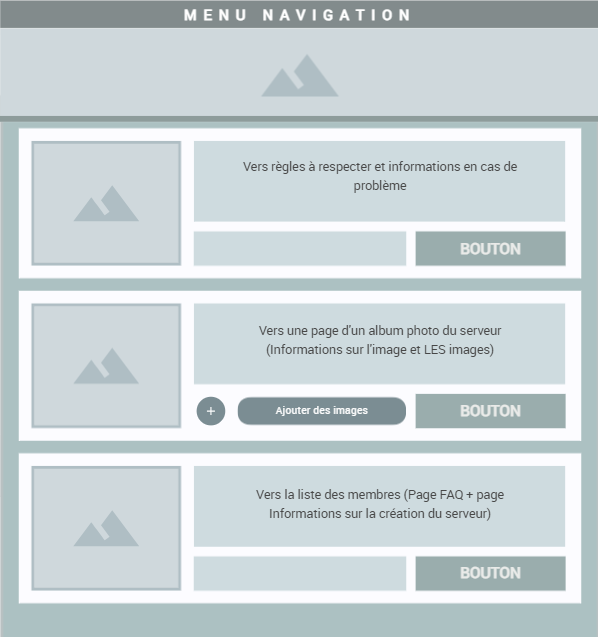 MENU NAVIGATION
Vers règles à respecter et informations en cas de
problème
BOUTON
Vers une page d'un album photo du serveur
(Informations sur l'image et LES images)
+
Ajouter des images
BOUTON
Vers la liste des membres (Page FAQ + page
Informations sur la création du serveur)
BOUTON